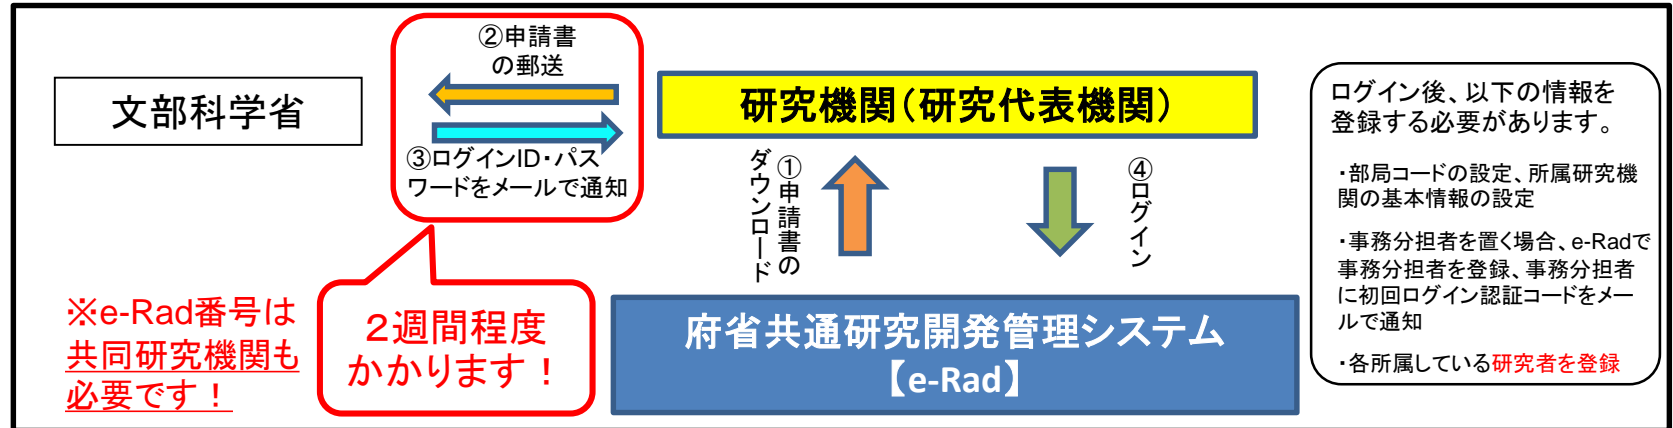 文部科学省
②申請書
の郵送
③ログインID・パス
ワードをメールで通知
研究機関(研究代表機関)
①申請書の
ダウンロード
④ログイン
府省共通研究開発管理システム
【e-Rad】
※e-Rad番号は
共同研究機関も
必要です！
２週間程度
かかります！
ログイン後、以下の情報を
登録する必要があります。
・部局コードの設定、所属研究機
関の基本情報の設定
・事務分担者を置く場合、e-Radで
事務分担者を登録、事務分担者
に初回ログイン認証コードをメー
ルで通知
・各所属している研究者を登録